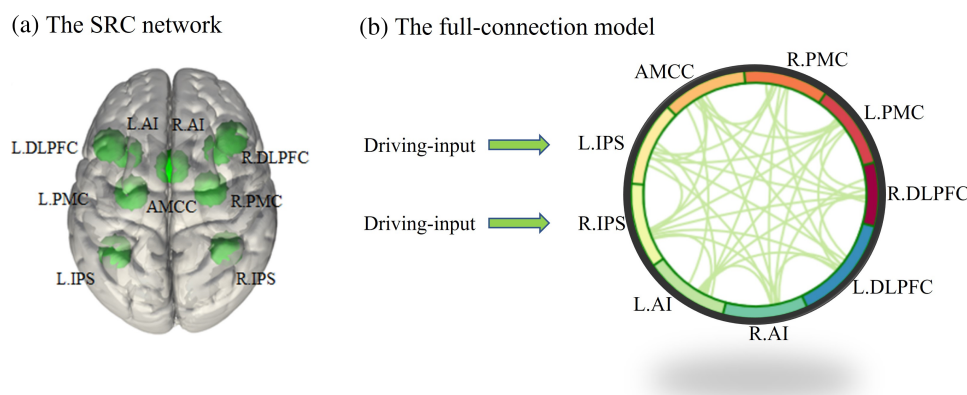 (a) The SRC network
L.AI R.AI
L.DLPFC
R.DLPFC
L.PMC
AMCC
R.PMC
L.IPS
R.IPS
(b) The full-connection model
R.PMC
AMCC
L.PMC
Driving-input
L.IPS
R.DLPFC
Driving-input
R.IPS
L.DLPFC
L.AI
R.AI